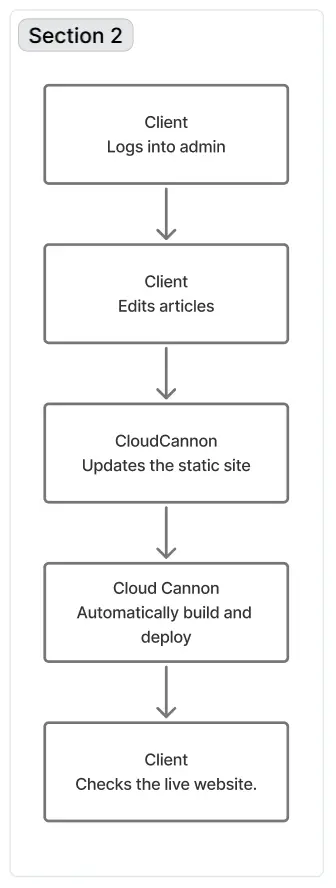 Section 2
Client
Logs into admin
Client
Edits articles
CloudCannon
Updates the static site
Cloud Cannon
Automatically build and
deploy
Client
Checks the live website.